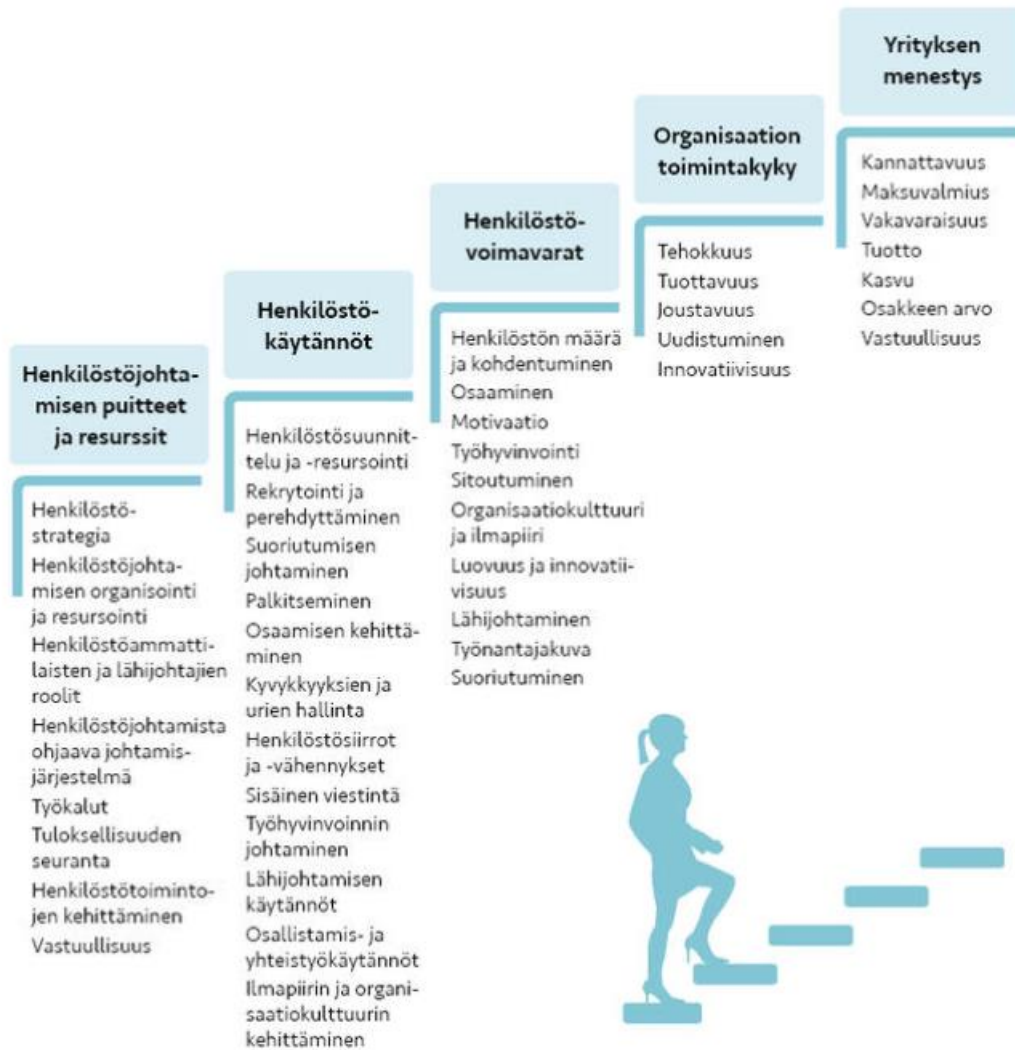 Henkilöstöjohta-
misen puitteet
ja resurssit
Henkilöstö-
strategia
Henkilöstöjohta-
misen organisointi
ja resursointi
Henkilöstöammatti-
laisten ja lähijohtajien
roolit
Henkilöstöjohtamista
ohjaava johtamis-
järjestelmä
Työkalut
Tuloksellisuuden
seuranta
Henkilöstötoiminto-
jen kehittäminen
Vastuullisuus
Henkilöstö-
käytännöt
Henkilöstösuunnit-
telu ja -resursointi
Rekrytointi ja
perehdyttäminen
Suoriutumisen
johtaminen
Palkitseminen
Osaamisen kehittä-
minen
Kyvykkyyksien ja
urien hallinta
Henkilöstösiirrot
ja -vähennykset
Sisäinen viestintä
Työhyvinvoinnin
johtaminen
Lähijohtamisen
käytännöt
Osallistamis- ja
yhteistyökäytännöt
Ilmapiirin ja organi-
saatiokulttuurin
kehittäminen
Henkilöstö-
voimavarat
Henkilöstön määrä
ja kohdentuminen
Osaaminen
Motivaatio
Työhyvinvointi
Sitoutuminen
Organisaatiokulttuuri
ja ilmapiiri
Luovuus ja innovatii-
visuus
Lähijohtaminen
Työnantajakuva
Suoriutuminen
Organisaation
toimintakyky
Tehokkuus
Tuottavuus
Joustavuus
Uudistuminen
Innovatiivisuus
Yrityksen
menestys
Kannattavuus
Maksuvalmius
Vakavaraisuus
Tuotto
Kasvu
Osakkeen arvo
Vastuullisuus